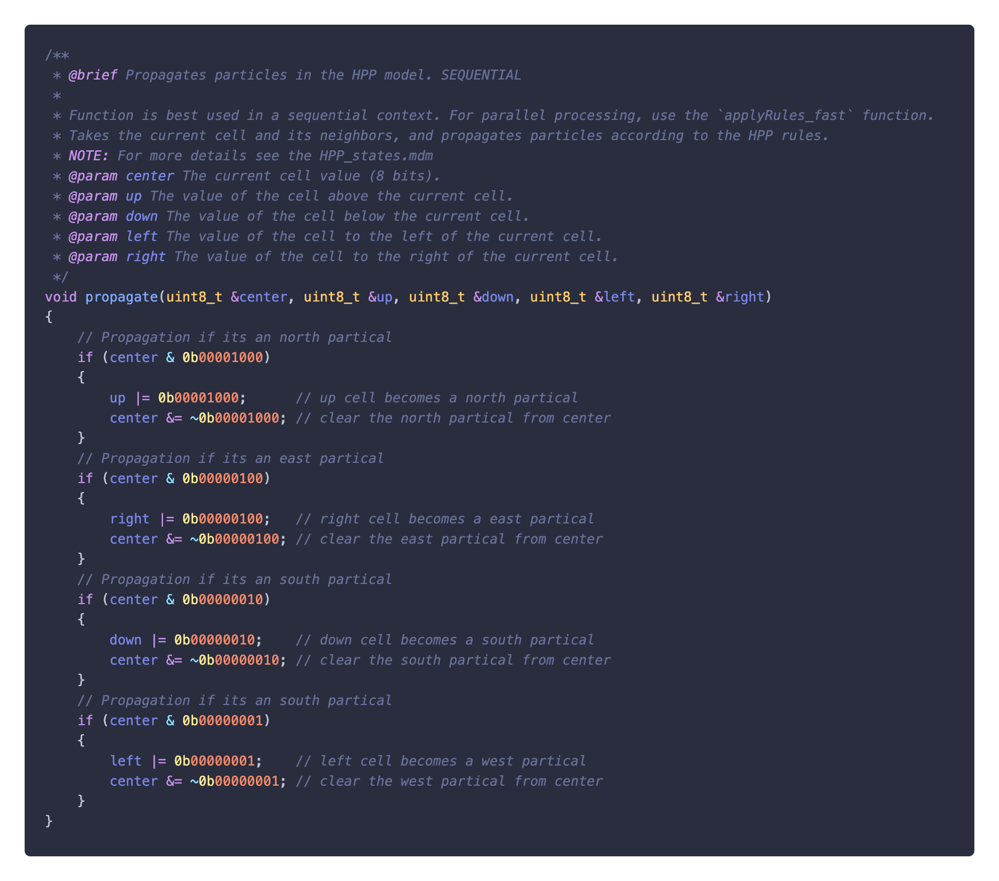 /**
 * @brief Propagates particles in the HPP model. SEQUENTIAL
 *
 * Function is best used in a sequential context. For parallel processing, use the `applyRules_fast` function.
 * Takes the current cell and its neighbors, and propagates particles according to the HPP rules.
 * NOTE: For more details see the HPP_states.mdm
 * @param center The current cell value (8 bits).
 * @param up The value of the cell above the current cell.
 * @param down The value of the cell below the current cell.
 * @param left The value of the cell to the left of the current cell.
 * @param right The value of the cell to the right of the current cell.
 */
void propagate(uint8_t &center, uint8_t &up, uint8_t &down, uint8_t &left, uint8_t &right)
{
    // Propagation if its an north partical
    if (center & 0b00001000)
    {
        up |= 0b00001000;      // up cell becomes a north partical
        center &= ~0b00001000; // clear the north partical from center
    }
    // Propagation if its an east partical
    if (center & 0b00000100)
    {
        right |= 0b00000100;   // right cell becomes a east partical
        center &= ~0b00000100; // clear the east partical from center
    }
    // Propagation if its an south partical
    if (center & 0b00000010)
    {
        down |= 0b00000010;    // down cell becomes a south partical
        center &= ~0b00000010; // clear the south partical from center
    }
    // Propagation if its an south partical
    if (center & 0b00000001)
    {
        left |= 0b00000001;    // left cell becomes a west partical
        center &= ~0b00000001; // clear the west partical from center
    }
}